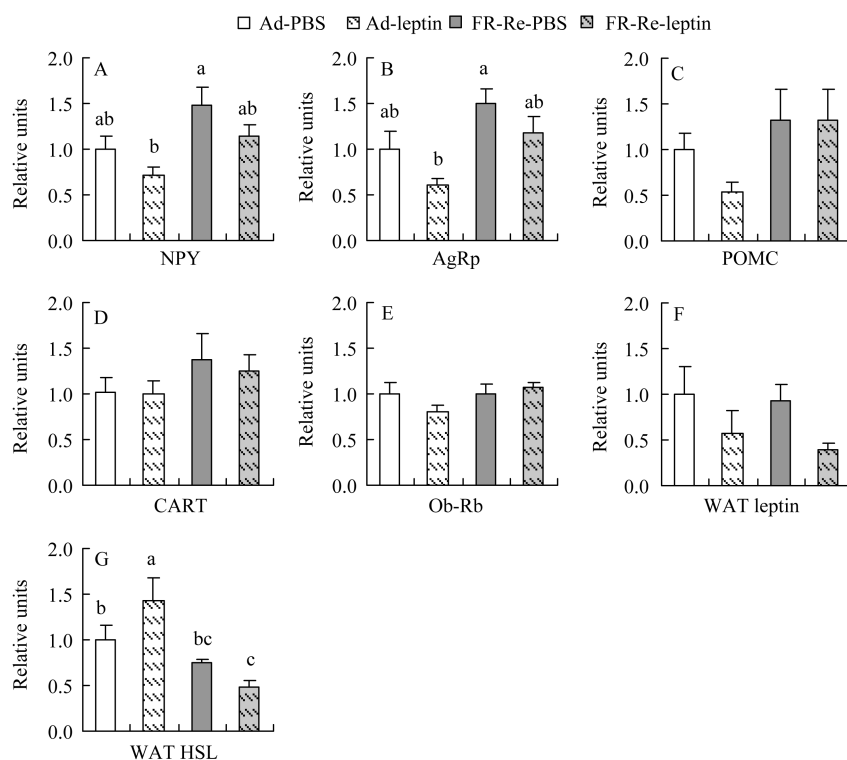 Ad-PBS Ad-leptin FR-Re-PBS FR-Re-leptin
A
Relative units
2.0
1.5
1.0
0.5
0.0
ab
b
a
ab
NPY
B
Relative units
2.0
1.5
1.0
0.5
0.0
ab
b
a
ab
AgRp
C
Relative units
2.0
1.5
1.0
0.5
0.0
POMC
D
Relative units
2.0
1.5
1.0
0.5
0.0
CART
E
Relative units
2.0
1.5
1.0
0.5
0.0
Ob-Rb
F
Relative units
2.0
1.5
1.0
0.5
0.0
WAT leptin
G
Relative units
2.0
1.5
1.0
0.5
0.0
b
a
bc
c
WAT HSL